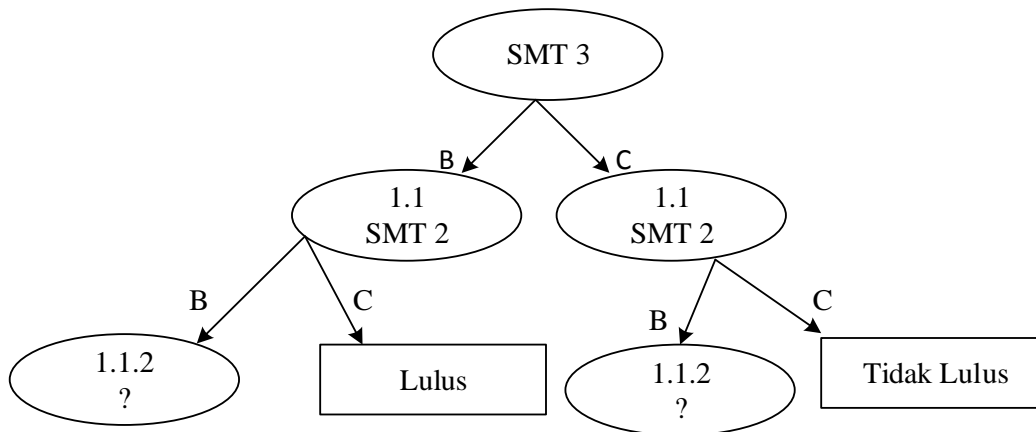 SMT 3
B
C
1.1
SMT 2
1.1
SMT 2
B
C
B
C
1.1.2
?
Lulus
1.1.2
?
Tidak Lulus